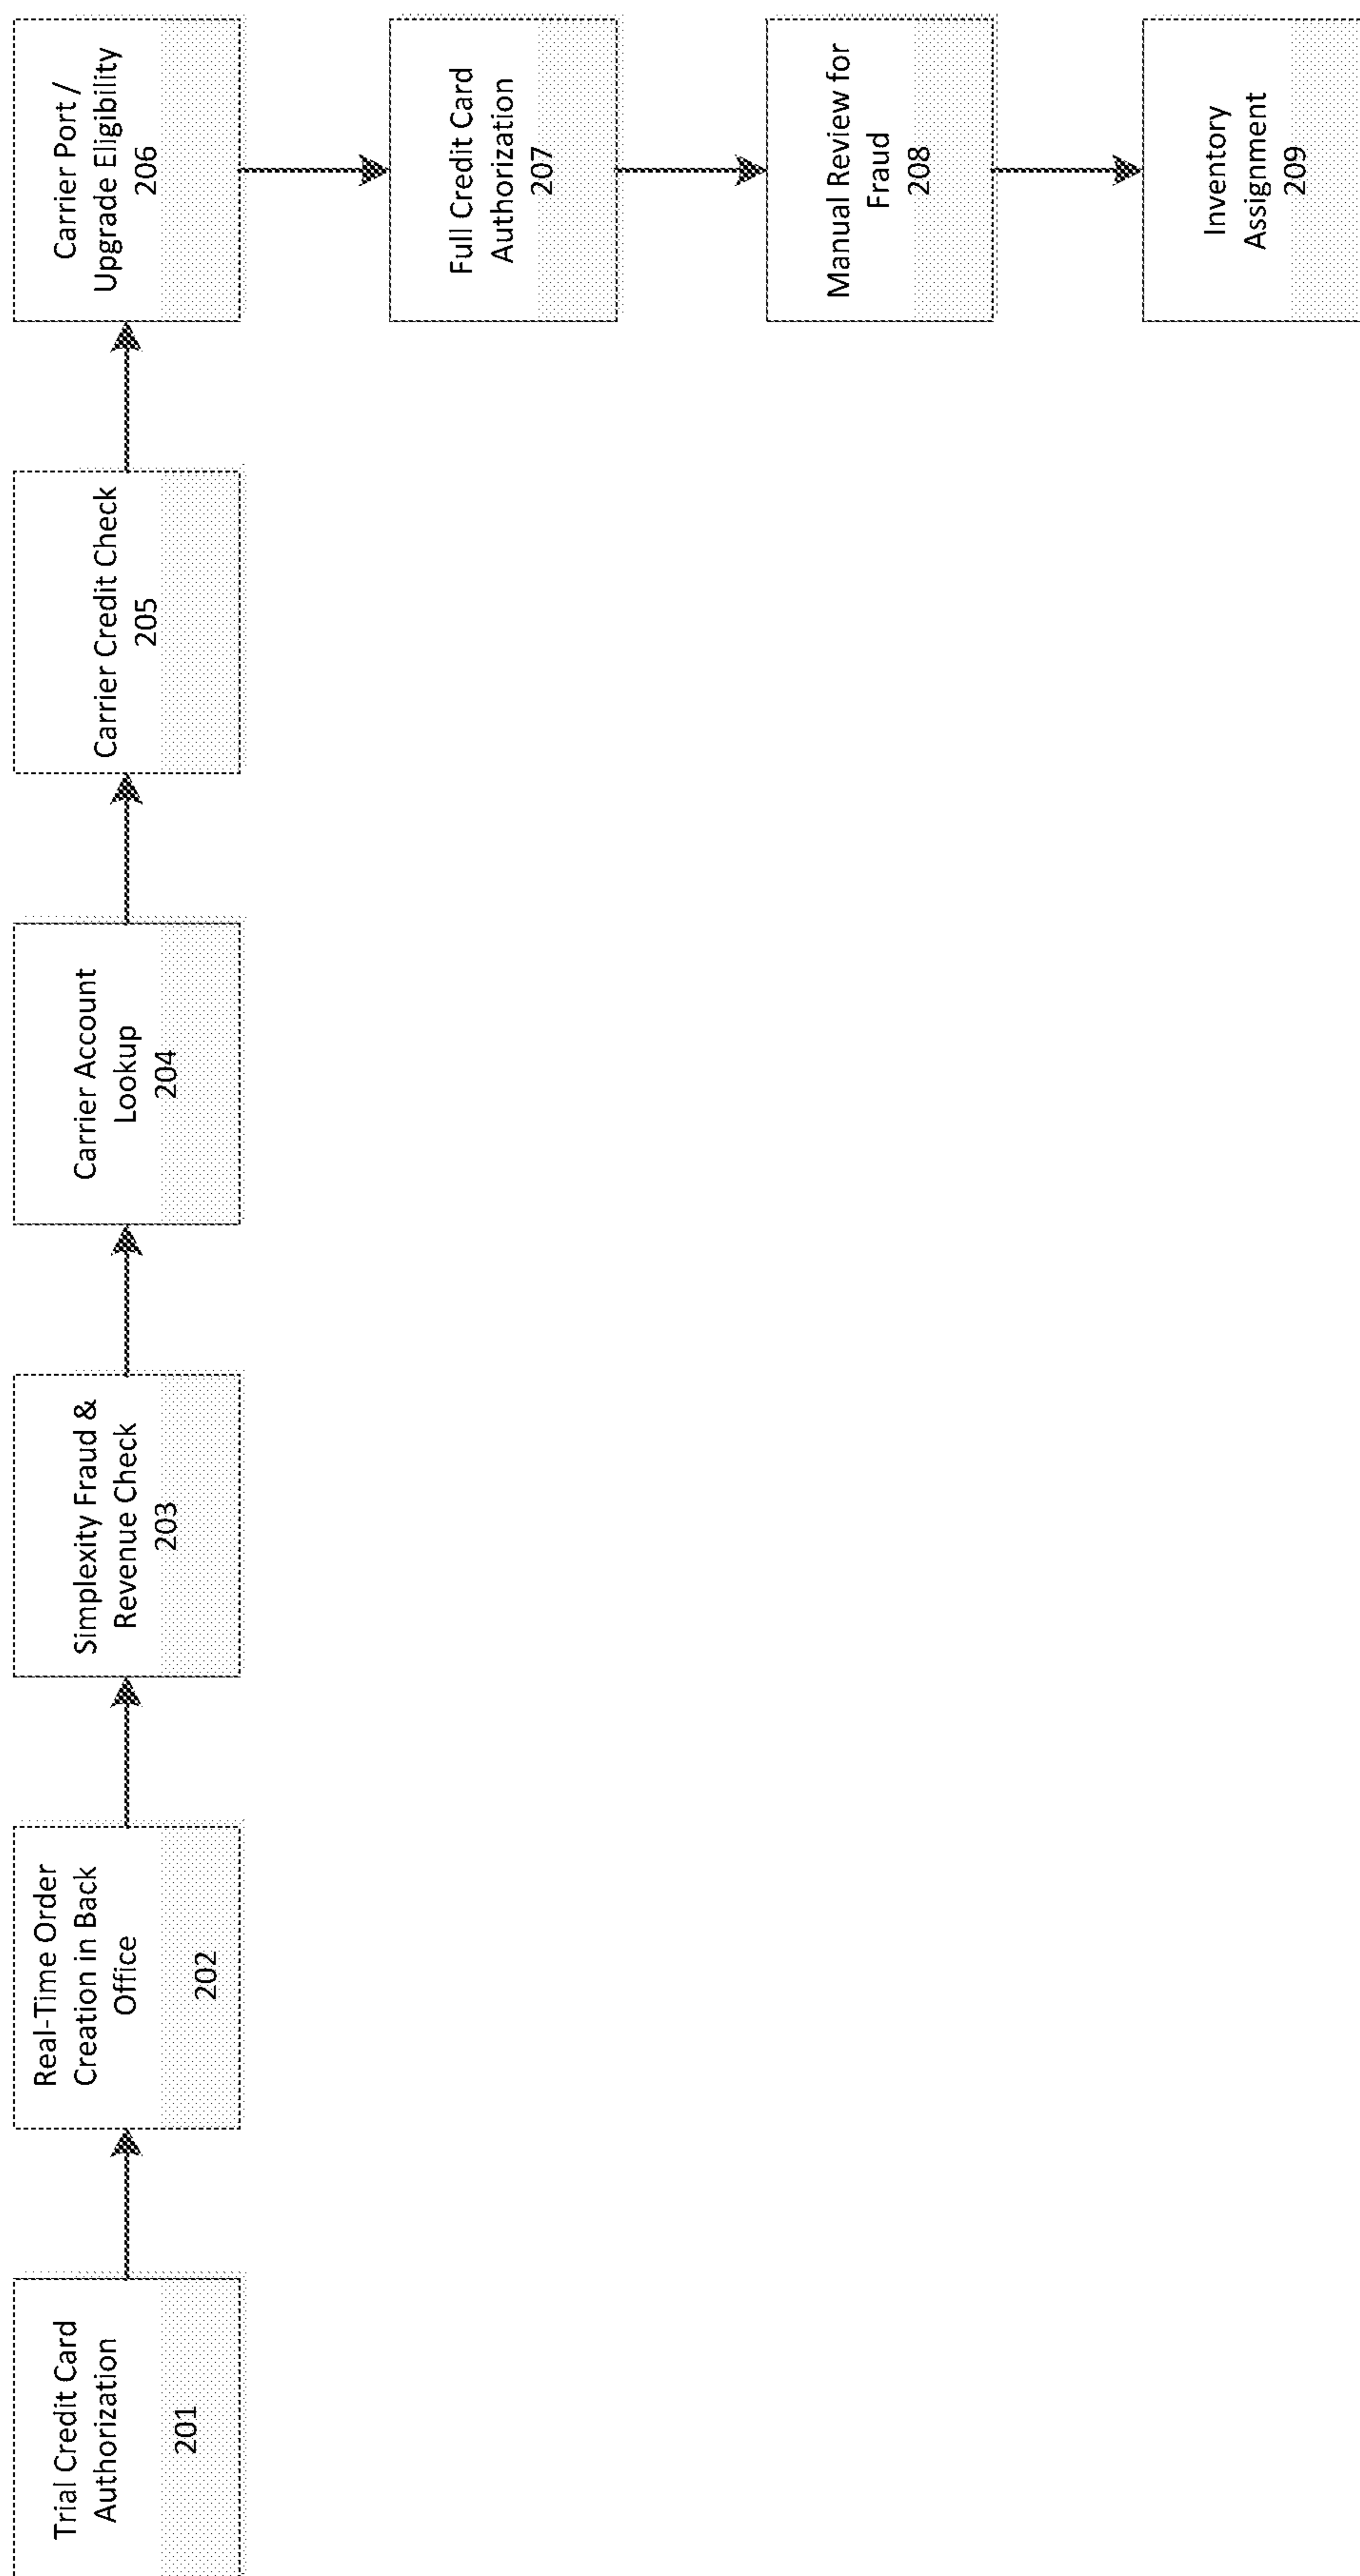 Trial Credit Card
Authorization
201
Real-Time Order
Creation in Back
Office
202
Simplexity Fraud &
Revenue Check
203
Carrier Account
Lookup
204
Carrier Credit Check
205
Carrier Port /
Upgrade Eligibility
206
Full Credit Card
Authorization
207
Manual Review for
Fraud
208
Inventory
Assignment
209